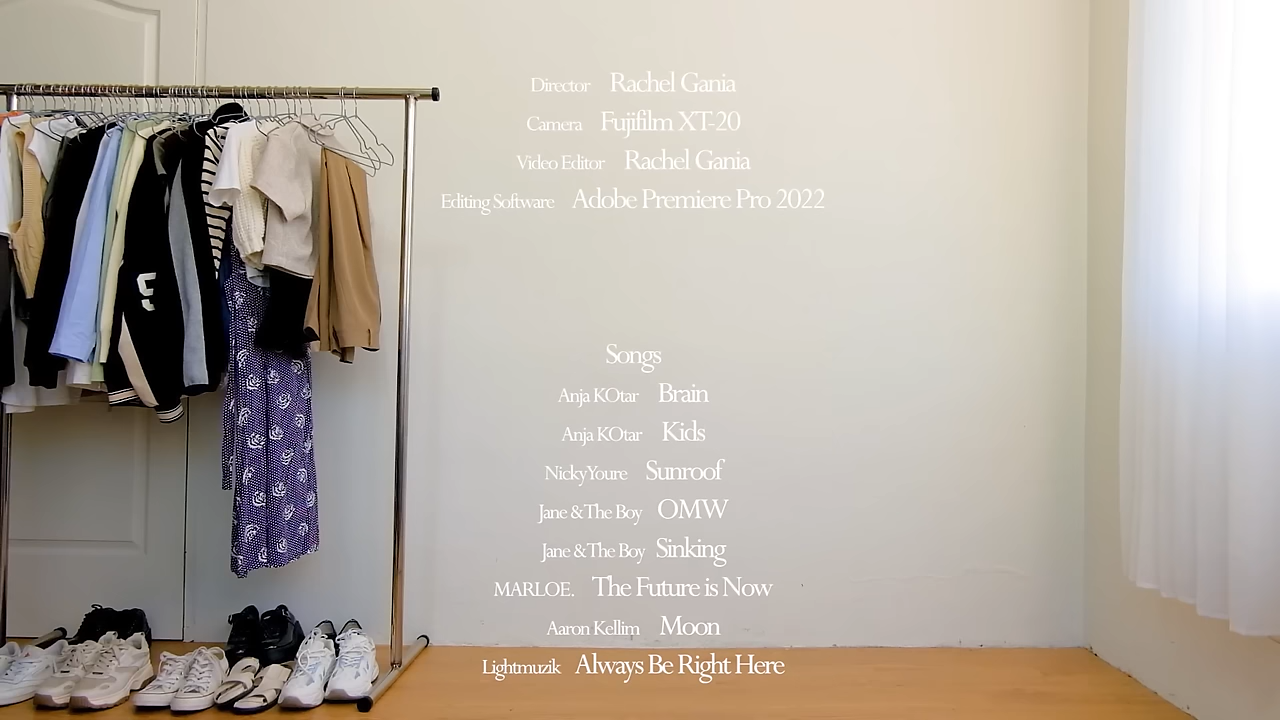 Director Rachel Gania
Camera Fujifilm XT-20
Video Editor Rachel Gania
Editing Software Adobe Premiere Pro 2022
Songs
Anja KOtar Brain
Anja KOtar Kids
NickyYoure Sunroof
Jane & The Boy OMW
Jane & The Boy Sinking
MARLOE. The Future is Now
Aaron Kellim Moon
Lightmuzik Always Be Right Here